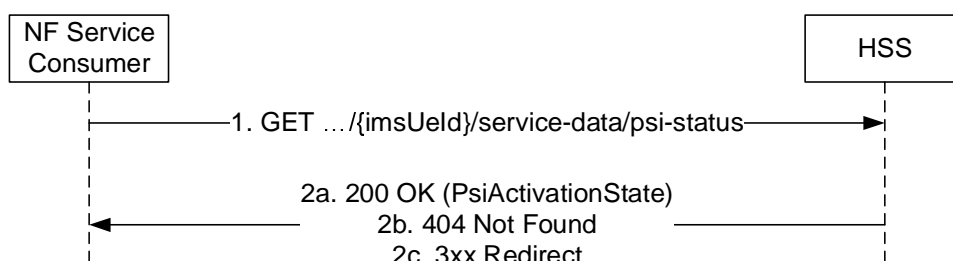 NF Service
Consumer
HSS
1. GET …/{imsUeId}/service-data/psi-status
2a. 200 OK (PsiActivationState)
2b. 404 Not Found
2c. 3xx Redirect